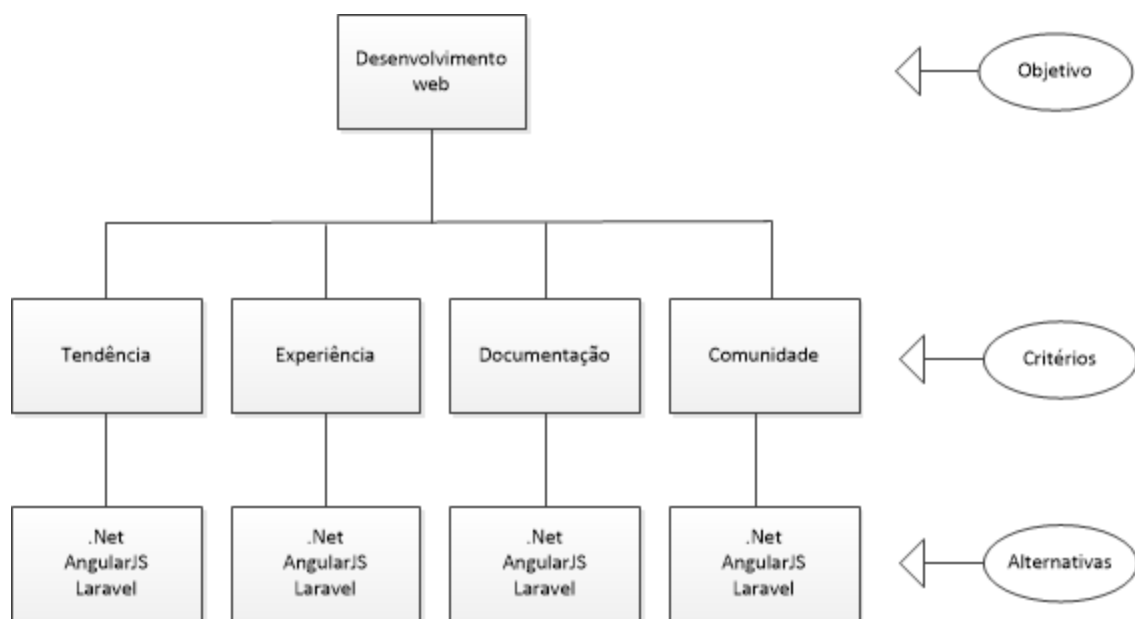 Desenvolvimento
web
Objetivo
Tendência
Experiência
Documentação
Comunidade
Critérios
.Net
AngularJS
Laravel
.Net
AngularJS
Laravel
.Net
AngularJS
Laravel
.Net
AngularJS
Laravel
Alternativas